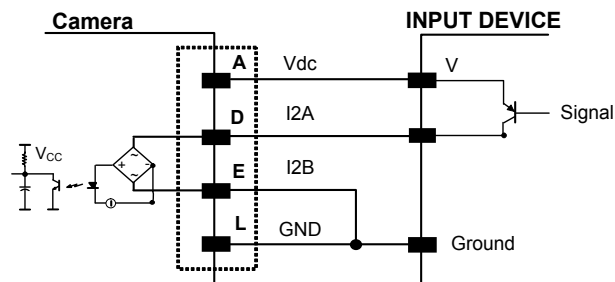 Camera
INPUT DEVICE
A
Vdc
V
D
I2A
Signal
VCC
E
I2B
L
GND
Ground